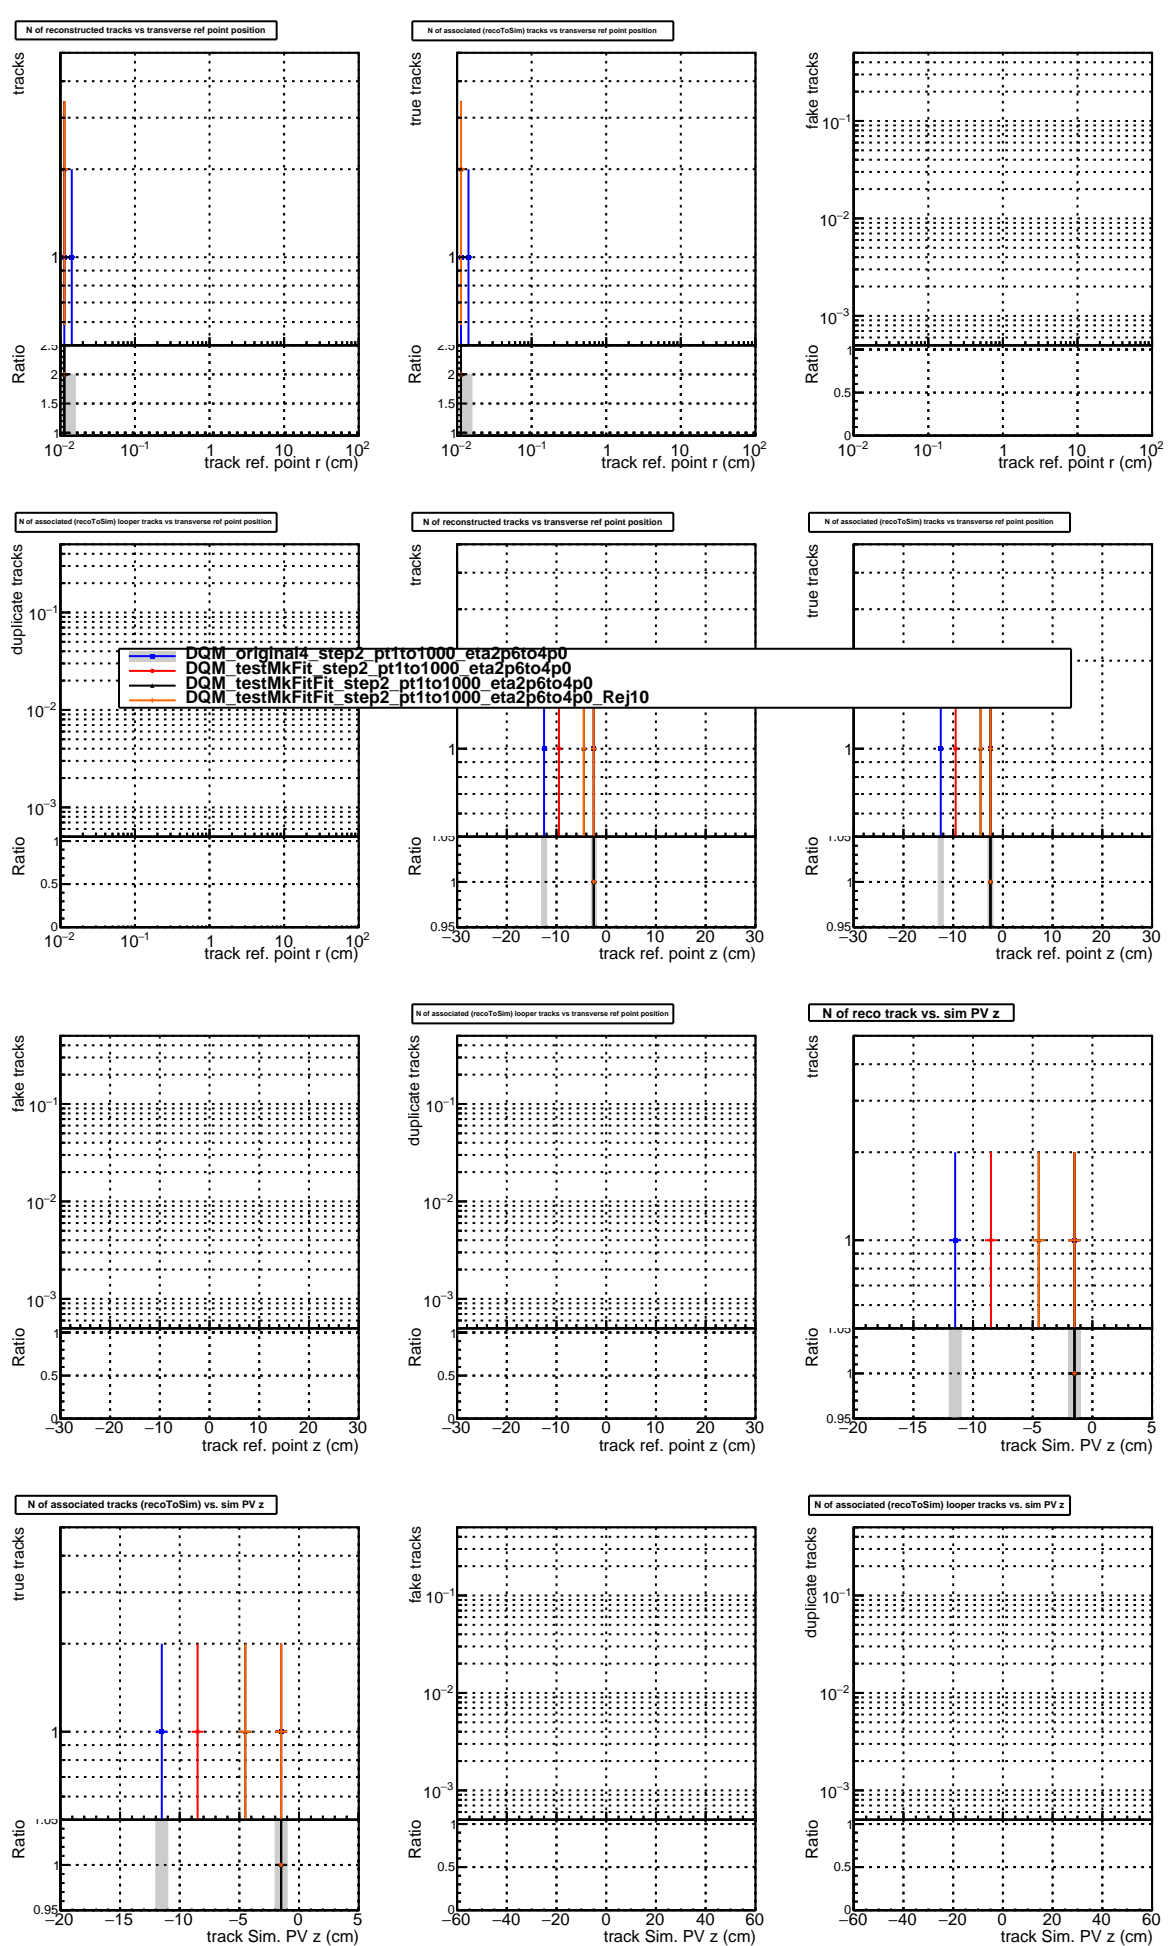 N of reconstructed tracks vs transverse ref point position
tracks
1
Ratio
2.5
2
1.5
1
10−2 10−1 1 10 102
track ref. point r (cm)
N of associated (recoToSim) tracks vs transverse ref point position
true tracks
1
Ratio
2.5
2
1.5
1
10−2 10−1 1 10 102
track ref. point r (cm)
fake tracks
10−1
10−2
10−3
Ratio
1
0.5
0
10−2 10−1 1 10 102
track ref. point r (cm)
N of associated (recoToSim) looper tracks vs transverse ref point position
duplicate tracks
10−1
10−2
10−3
Ratio
1
0.5
0
10−2 10−1 1 10 102
track ref. point r (cm)
N of reconstructed tracks vs transverse ref point position
tracks
1
Ratio
1.05
1
0.95
−30 −20 −10 0 10 20 30
track ref. point z (cm)
N of associated (recoToSim) tracks vs transverse ref point position
true tracks
1
Ratio
1.05
1
0.95
−30 −20 −10 0 10 20 30
track ref. point z (cm)
DQM_original4_step2_pt1to1000_eta2p6to4p0
DQM_testMkFit_step2_pt1to1000_eta2p6to4p0
DQM_testMkFitFit_step2_pt1to1000_eta2p6to4p0
DQM_testMkFitFit_step2_pt1to1000_eta2p6to4p0_Rej10
fake tracks
10−1
10−2
10−3
Ratio
1
0.5
0
−30 −20 −10 0 10 20 30
track ref. point z (cm)
N of associated (recoToSim) looper tracks vs transverse ref point position
duplicate tracks
10−1
10−2
10−3
Ratio
1
0.5
0
−30 −20 −10 0 10 20 30
track ref. point z (cm)
N of reco track vs. sim PV z
tracks
1
Ratio
1.05
1
0.95
−20 −15 −10 −5 0 5
track Sim. PV z (cm)
N of associated tracks (recoToSim) vs. sim PV z
true tracks
1
Ratio
1.05
1
0.95
−20 −15 −10 −5 0 5
track Sim. PV z (cm)
fake tracks
10−1
10−2
10−3
Ratio
1
0.5
0
−60 −40 −20 0 20 40 60
track Sim. PV z (cm)
N of associated (recoToSim) looper tracks vs. sim PV z
duplicate tracks
10−1
10−2
10−3
Ratio
1
0.5
0
−60 −40 −20 0 20 40 60
track Sim. PV z (cm)